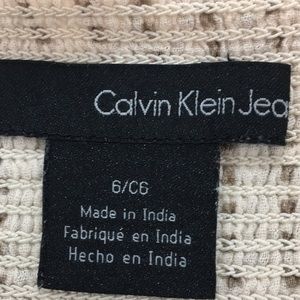 Calvin Klein Jea
6/C6
Made in India
Fabriqué en India
Hecho en India